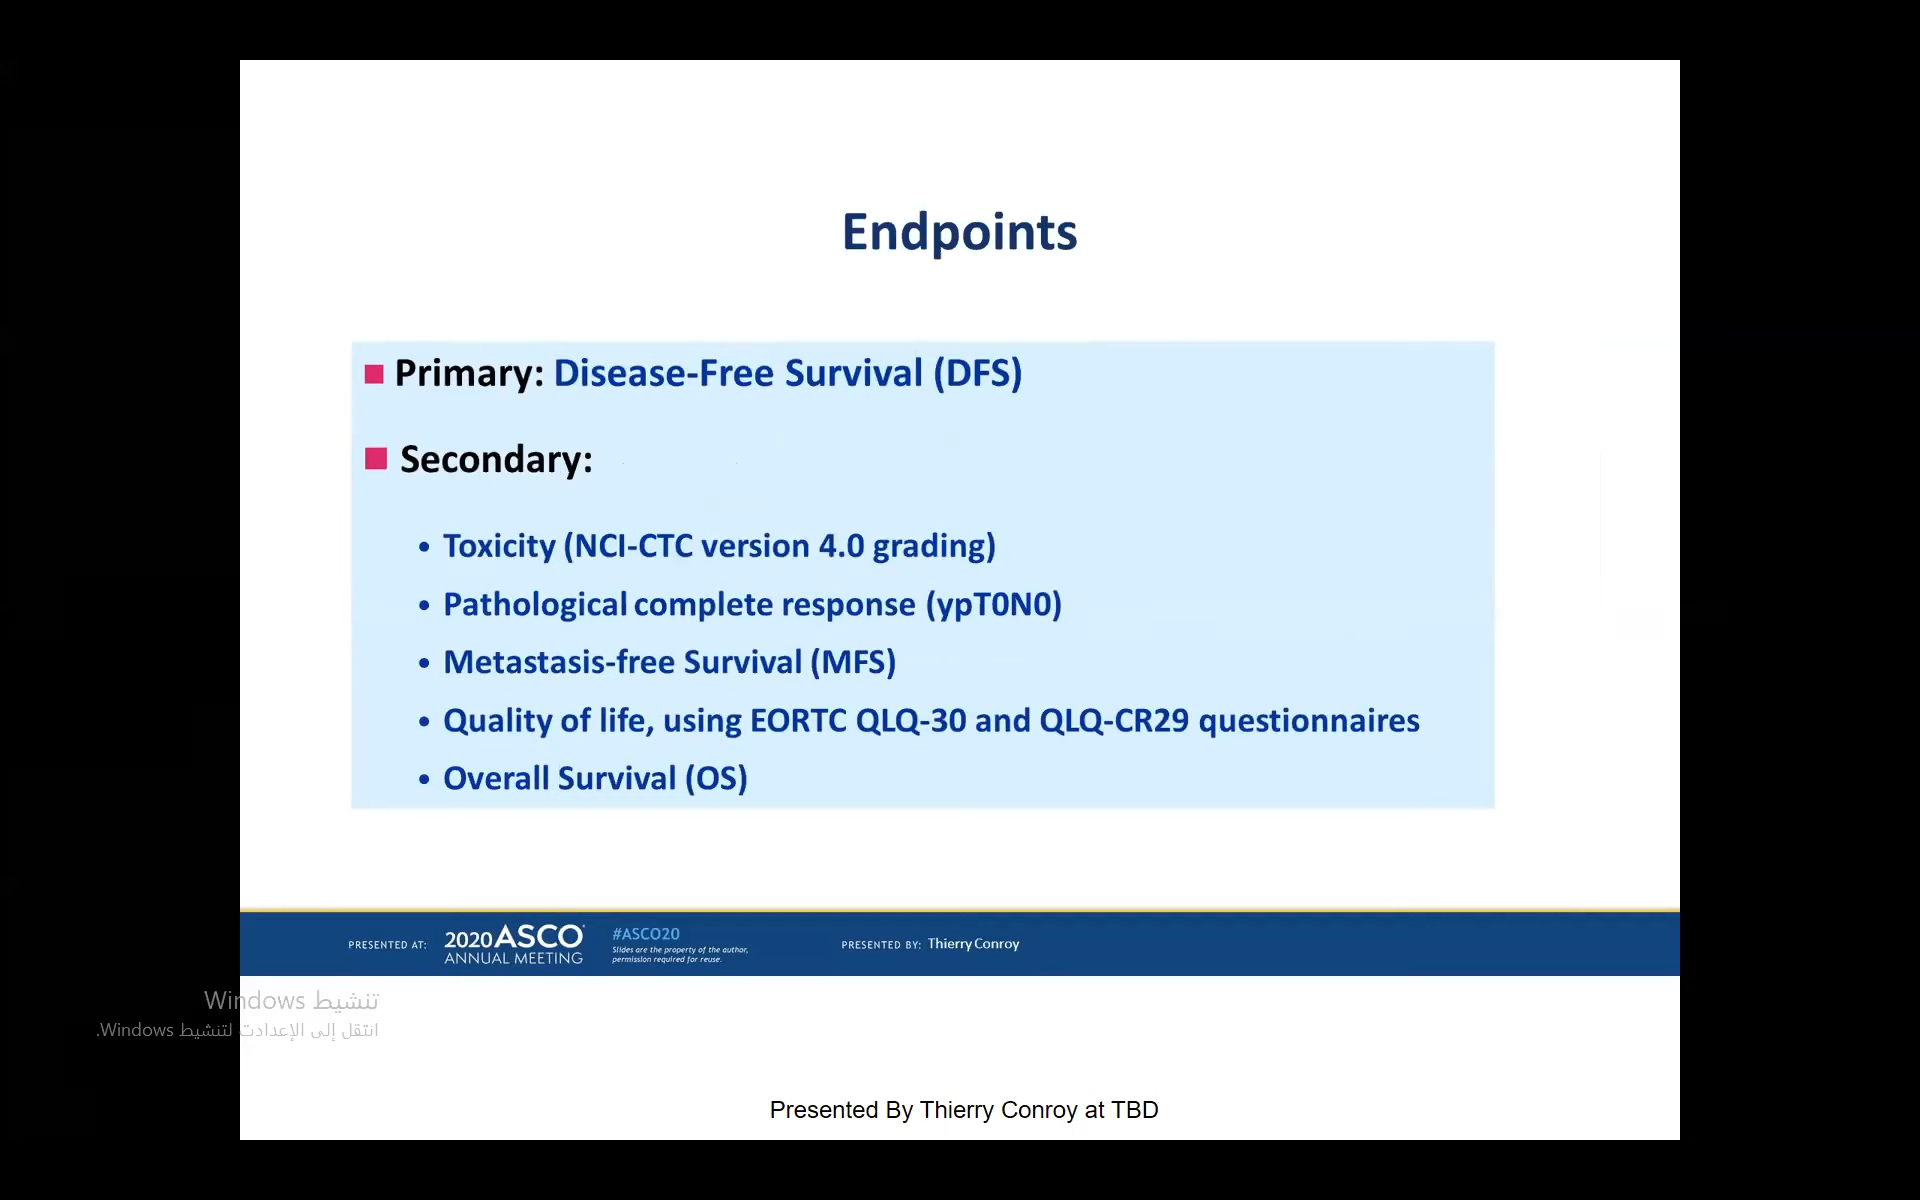 Endpoints
Primary: Disease-Free Survival (DFS)
Secondary:
• Toxicity (NCI-CTC version 4.0 grading)
• Pathological complete response (ypT0N0)
• Metastasis-free Survival (MFS)
• Quality of life, using EORTC QLQ-30 and QLQ-CR29 questionnaires
• Overall Survival (OS)
PRESENTED AT: 2020 ASCO
ANNUAL MEETING
#ASCO20
Slides are the property of the author,
permission required for reuse.
PRESENTED BY: Thierry Conroy
تنشيط Windows
انتقل إلى الإعدادت لتنشيط Windows.
Presented By Thierry Conroy at TBD